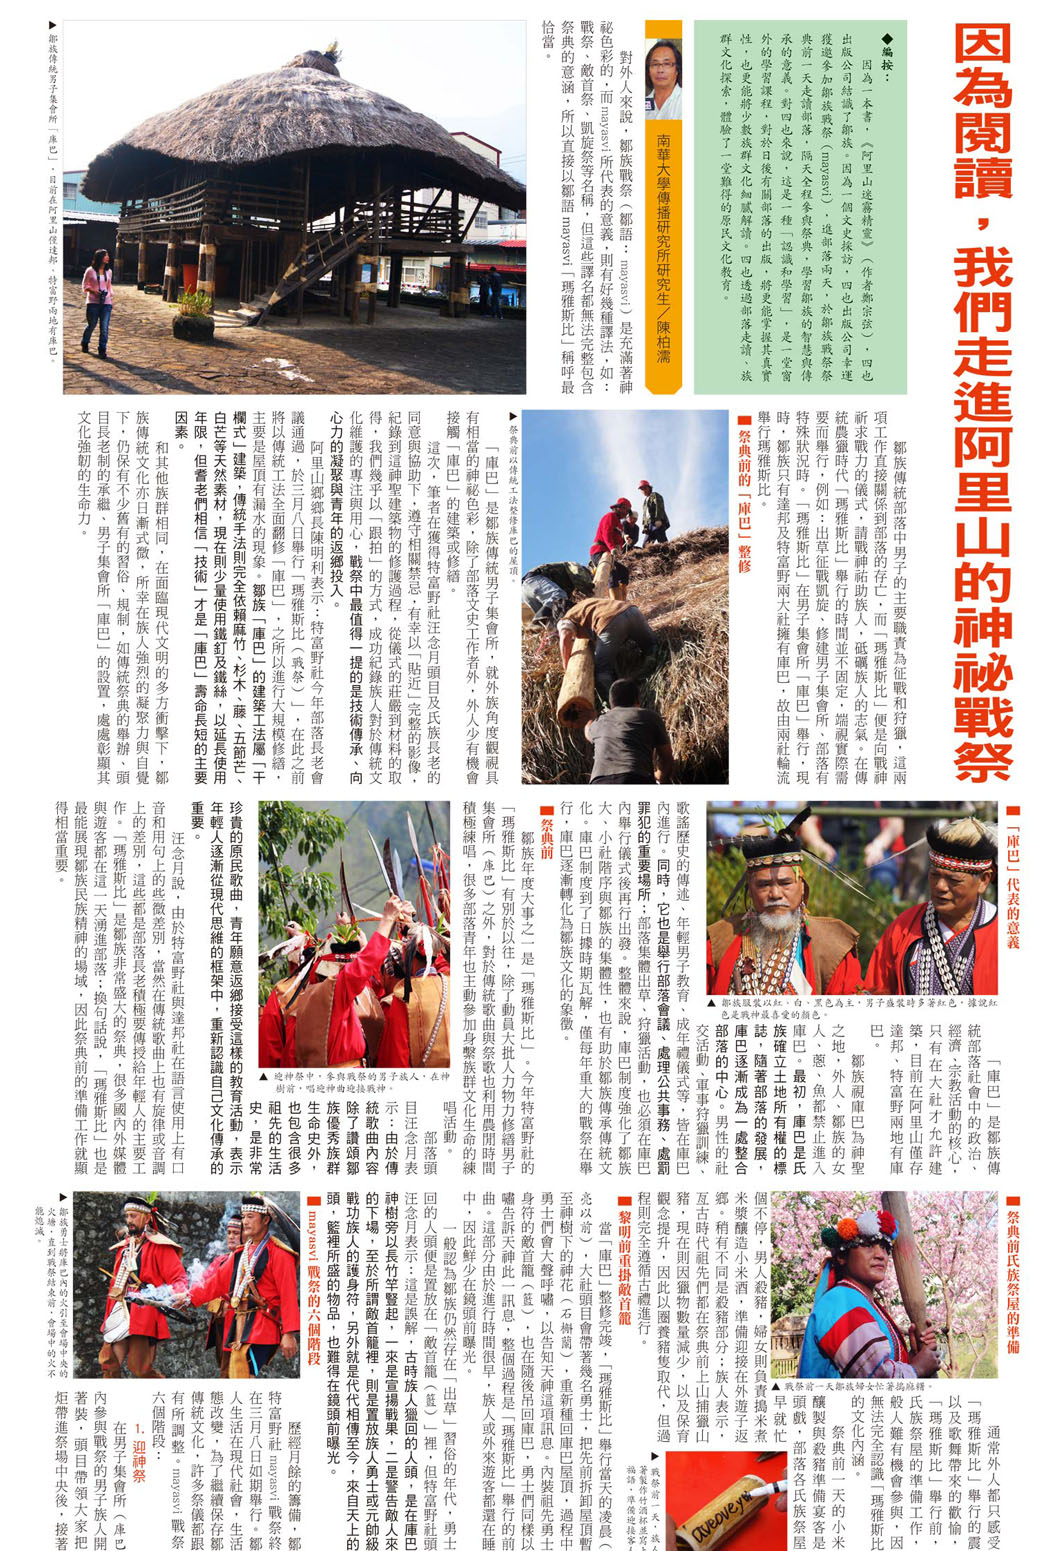 因為閱讀，我們走進阿里山的神祕戰祭
◆編按：
因為一本書，《阿里山迷霧精靈》（作者鄭宗弦），四也
出版公司結識了鄒族。因為一個文史採訪，四也出版公司幸運
獲邀參加鄒族戰祭（mayasvi），進部落兩天，於鄒族戰祭祭
典前一天走讀部落，隔天全程參與祭典，學習鄒族的智慧與傳
承的意義。對四也來說，這是一種「認識和學習」，是一堂窗
外的學習課程，對於日後有關部落的出版，將更能掌握其真實
性，也更能將少數族群文化細膩解讀。四也透過部落走讀、族
群文化探索，體驗了一堂難得的原民文化教育。
南華大學傳播研究所研究生／陳柏濡
對外人來說，鄒族戰祭（鄒語：mayasvi）是充滿著神
祕色彩的，而 mayasvi 所代表的意義，則有好幾種譯法，如：
戰祭、敵首祭、凱旋祭等名稱，但這些譯名都無法完整包含
祭典的意涵，所以直接以鄒語 mayasvi「瑪雅斯比」稱呼最
恰當。
▶鄒族傳統男子集會所「庫巴」，目前在阿里山僅達邦、特富野兩地有庫巴。
鄒族傳統部落中男子的主要職責為征戰和狩獵，這兩
項工作直接關係到部落的存亡，而「瑪雅斯比」便是向戰神
祈求戰力的儀式，請戰神祐助族人，砥礪族人的志氣。在傳
統農獵時代「瑪雅斯比」舉行的時間並不固定，端視實際需
要而舉行，例如：出草征戰凱旋、修建男子集會所、部落有
特殊狀況時。「瑪雅斯比」在男子集會所「庫巴」舉行，現
時，鄒族只有達邦及特富野兩大社擁有庫巴，故由兩社輪流
舉行瑪雅斯比。
■祭典前的「庫巴」整修
▶祭典前以傳統工法整修庫巴的屋頂。
「庫巴」是鄒族傳統男子集會所，就外族角度觀視具
有相當的神祕色彩，除了部落文史工作者外，外人少有機會
接觸「庫巴」的建築或修繕。
這次，筆者在獲得特富野社汪念月頭目及氏族長老的
同意與協助下，遵守相關禁忌，有幸以「貼近」完整的影像，
紀錄到這神聖建築物的修護過程，從儀式的莊嚴到材料的取
得，我們幾乎以「跟拍」的方式，成功紀錄族人對於傳統文
化維護的專注與用心，戰祭中最值得一提的是技術傳承、向
心力的凝聚與青年的返鄉投入。
阿里山鄉鄉長陳明利表示：特富野社今年部落長老會
議通過，於三月八日舉行「瑪雅斯比（戰祭）」，在此之前
將以傳統工法全面翻修「庫巴」，之所以進行大規模修繕，
主要是屋頂有漏水的現象。鄒族「庫巴」的建築工法屬「干
欄式」建築，傳統手法則完全依賴麻竹、杉木、藤、五節芒、
白芒等天然素材，現在則少量使用鐵釘及鐵絲，以延長使用
年限，但耆老們相信「技術」才是「庫巴」壽命長短的主要
因素。
和其他族群相同，在面臨現代文明的多方衝擊下，鄒
族傳統文化亦日漸式微，所幸在族人強烈的凝聚力與自覺
下，仍保有不少舊有的習俗、規制，如傳統祭典的舉辦、頭
目長老制的承繼、男子集會所「庫巴」的設置，處處彰顯其
文化強韌的生命力。
■「庫巴」代表的意義
▲鄒族服裝以紅、白、黑色為主，男子盛裝時多著紅色，據說紅
色是戰神最喜愛的顏色。
「庫巴」是鄒族傳
統部落社會中的政治、
經濟、宗教活動的核心，
只有在大社才允許建
築，目前在阿里山僅存
達邦、特富野兩地有庫
巴。
鄒族視庫巴為神聖
之地，外人、鄒族的女
人、蔥、魚都禁止進入
庫巴。最初，庫巴是氏
族確立土地所有權的標
誌，隨著部落的發展，
庫巴逐漸成為一處整合
部落的中心。男性的社
交活動、軍事狩獵訓練、
歌謠歷史的傳述、年輕男子教育、成年禮儀式等，皆在庫巴
內進行。同時，它也是舉行部落會議、處理公共事務、處罰
罪犯的重要場所；部落集體出草、狩獵活動，也必須在庫巴
內舉行儀式後再行出發。整體來說，庫巴制度強化了鄒族
大、小社階序與鄒族的集體性，也有助於鄒族傳承傳統文
化。庫巴制度到了日據時期瓦解，僅每年重大的戰祭在舉
行，庫巴逐漸轉化為鄒族文化的象徵。
■祭典前
鄒族年度大事之一是「瑪雅斯比」。今年特富野社的
「瑪雅斯比」有別於以往，除了動員大批人力物力修繕男子
集會所（庫巴）之外，對於傳統歌曲與祭歌也利用農閒時間
積極練唱，很多部落青年也主動參加身繫族群文化生命的練
唱活動。
▲迎神祭中，參與戰祭的男子族人，在神
樹前，唱迎神曲迎接戰神。
部落頭
目汪念月表
示：由於傳
統歌曲內容
除了讚頌鄒
族優秀族群
生命史外，
也包含很多
祖先的生活
史，是非常
珍貴的原民歌曲，青年願意返鄉接受這樣的教育活動，表示
年輕人逐漸從現代思維的框架中，重新認識自己文化傳承的
重要。
汪念月說，由於特富野社與達邦社在語言使用上有口
音和用句上的些微差別，當然在傳統歌曲上也有旋律或音調
上的差別，這些都是部落長老積極要傳授給年輕人的主要工
作。「瑪雅斯比」是鄒族非常盛大的祭典，很多國內外媒體
與遊客都在這一天湧進部落；換句話說，「瑪雅斯比」也是
最能展現鄒族民族精神的場域，因此祭典前的準備工作就顯
得相當重要。
■祭典前氏族祭屋的準備
▲戰祭前一天鄒族婦女忙著搗麻糬。
通常外人都只感受
「瑪雅斯比」舉行的震
以及歌舞帶來的歡愉，
「瑪雅斯比」舉行前，
氏族祭屋的準備工作，
般人難有機會參與，因
無法完全認識「瑪雅斯比
的文化內涵。
祭典前一天的小米
釀製與殺豬準備宴客是
頭戲，部落各氏族祭屋
早就忙
個不停，男人殺豬，婦女則負責搗米煮
米漿釀造小米酒，準備迎接在外遊子返
鄉。稍有不同是殺豬部分；族人表示，
亙古時代祖先們都在祭典前上山捕獵山
豬，現在則因獵物數量減少，以及保育
觀念提升，因此以圈養豬隻取代，但過
程則完全遵循古禮進行。
▶戰祭前一天，族人
著製作竹酒杯並寫上
福語，準備迎接客人
aveoveyu
■黎明前重掛敵首龍
當「庫巴」整修完竣，「瑪雅斯比」舉行當天的凌晨（
亮以前），大社頭目會帶著幾名勇士，把先前拆卸屋頂暫
至神樹下的神花（石槲蘭），重新種回庫巴屋頂，過程中
勇士們會大聲呼嘯，以告知天神這項訊息。內裝祖先勇士
身符的敵首龍（籃），也在隨後吊回庫巴，勇士們同樣以
嘯告訴天神此一訊息，整個過程是「瑪雅斯比」舉行的前
曲。這部分由於進行時間很早，族人或外來遊客都還在睡
中，因此鮮少在鏡頭前曝光。
一般認為鄒族仍然存在「出草」習俗的年代，勇士
回的人頭便是置放在「敵首龍（籃）」裡，但特富野社頭
汪念月表示：這是誤解，古時族人獵回的人頭，是在庫巴
神樹旁以長竹竿豎起，一來是宣揚戰果，二是警告敵人來
的下場，至於所謂敵首龍裡，則是置放族人勇士或元帥級
戰功族人的護身符，另外就是代代相傳至今，來自天上的
頭，籃裡所盛的物品，也難得在鏡頭前曝光。
■mayasvi 戰祭的六個階段
▶鄒族勇士將庫巴內的火引至會場中央的
火塘，直到戰祭結束前，會場中的火不
能熄滅。
歷經月餘的籌備，鄒
特富野社 mayasvi 戰祭終
在三月八日如期舉行。鄒
人生活在現代社會，生活
態改變，為了繼續保存鄒
傳統文化，許多祭儀都跟
有所調整。mayasvi 戰祭
六個階段：
1. 迎神祭
在男子集會所（庫巴
內參與戰祭的男子族人開
著裝，頭目帶領大家把
炬帶進祭場中央後，接著